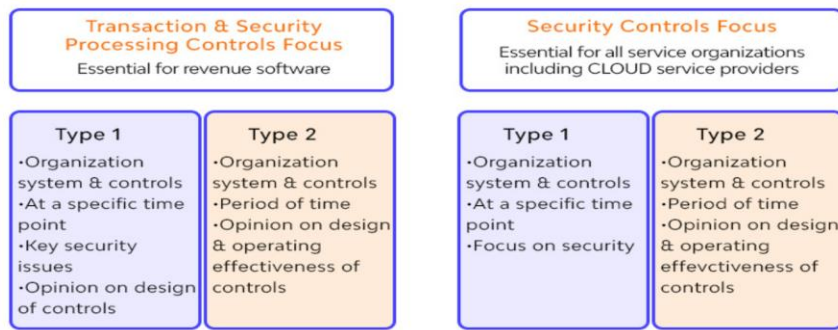 Transaction & Security
Processing Controls Focus
Essential for revenue software
Security Controls Focus
Essential for all service organizations
including CLOUD service providers
Type 1
•Organization
system & controls
•At a specific time
point
•Key security
issues
•Opinion on design
of controls
Type 2
•Organization
system & controls
•Period of time
•Opinion on design
& operating
effectiveness of
controls
Type 1
•Organization
system & controls
•At a specific time
point
•Focus on security
Type 2
•Organization
system & controls
•Period of time
•Opinion on design
& operating
effevctiveness of
controls